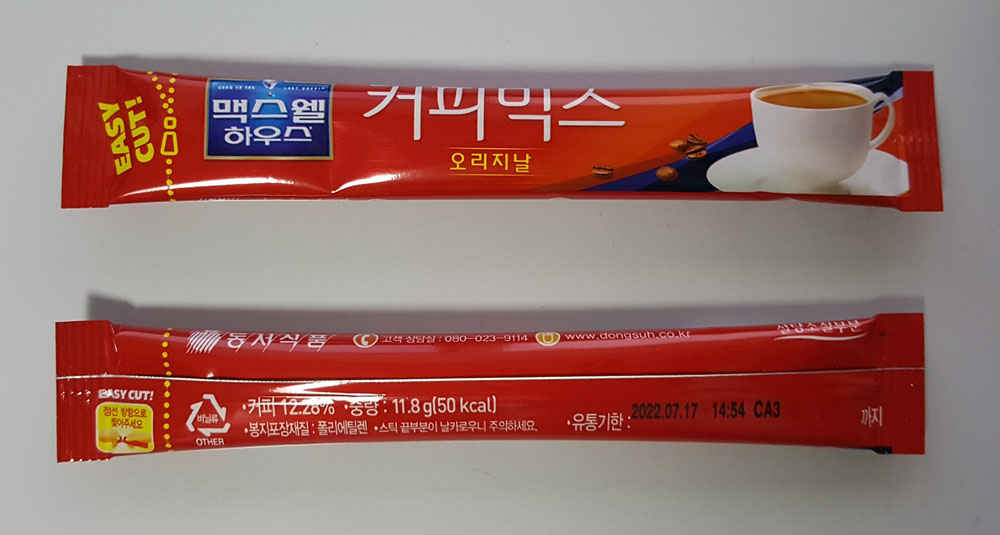 EASY
CUT!
GOOD TO THE LAST DROP!
맥스웰
하우스
커피믹스
오리지날
동서식품 고객 상담실 : 080-023-9114 www.dongsuh.co.kr
EASY CUT!
점선 방향으로
찢어주세요
비닐류
OTHER
·커피 12.28% ·중량 : 11.8 g(50 kcal)
·봉지포장재질 : 폴리에틸렌 ·스틱 끝부분이 날카로우니 주의하세요.
·유통기한 : 2022.07.17 14:54 CA3 까지